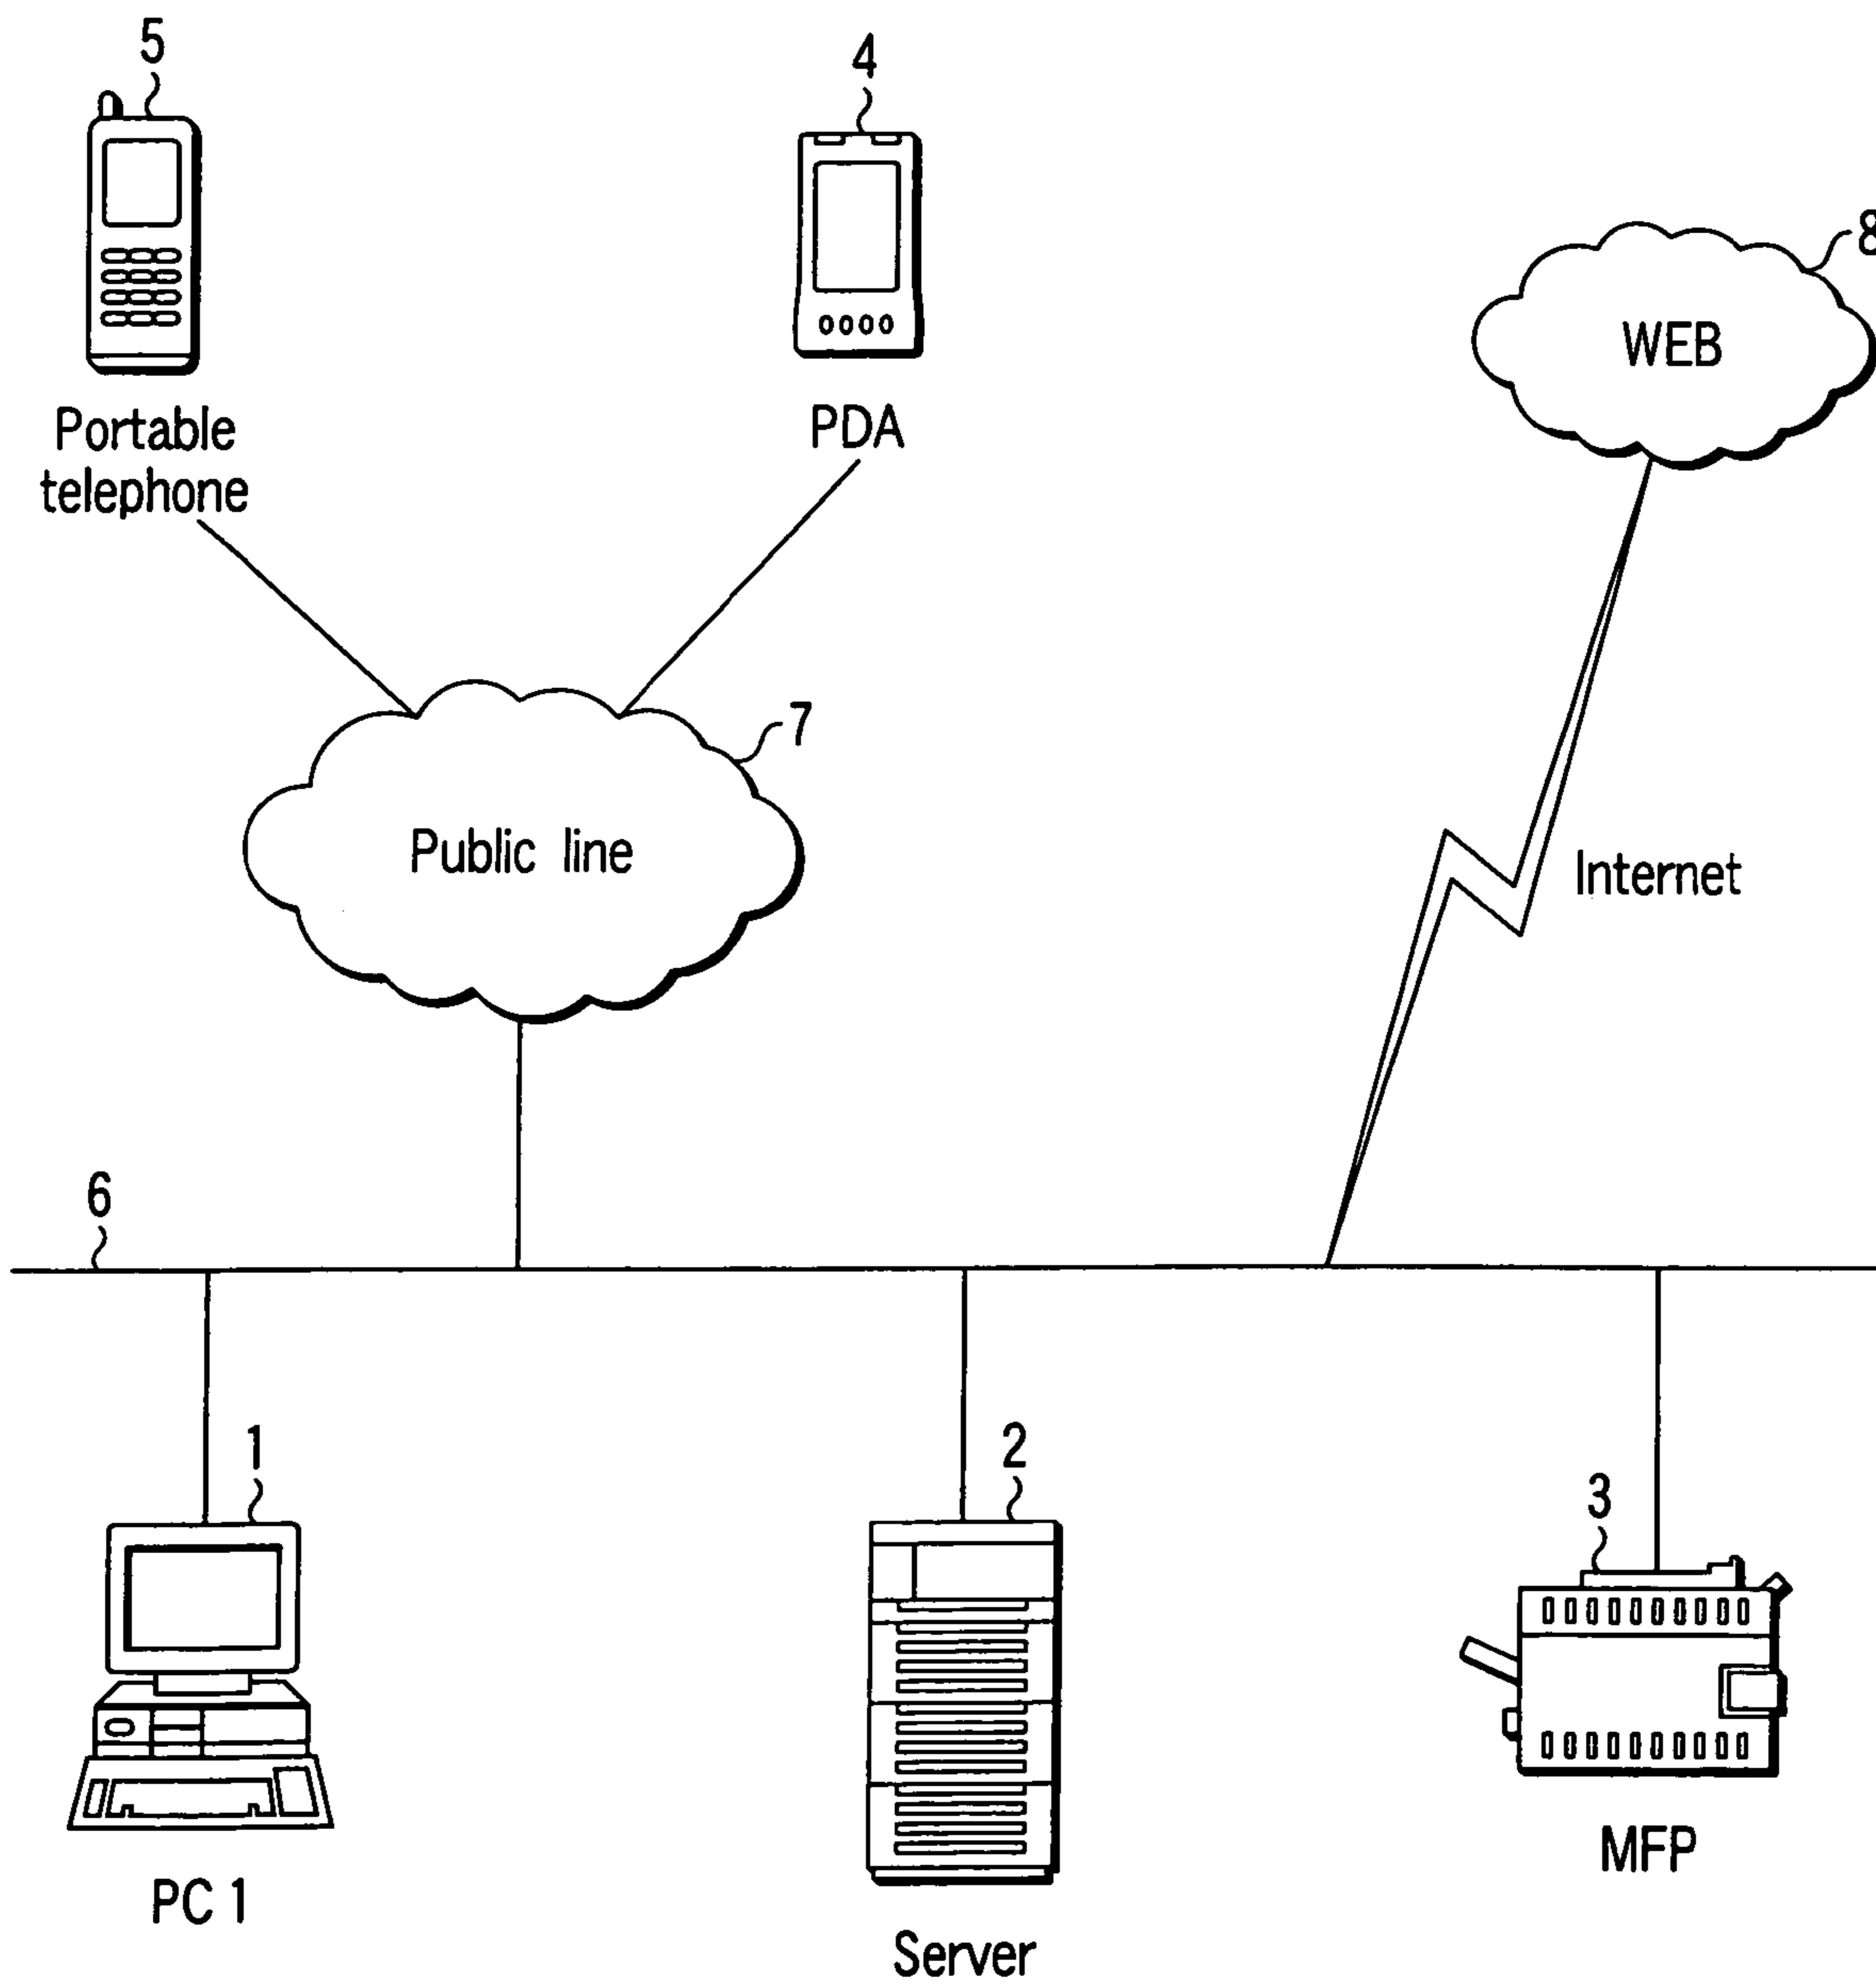 5
4
8
WEB
Portable
telephone
PDA
7
Public line
Internet
6
1
2
3
PC 1
MFP
Server